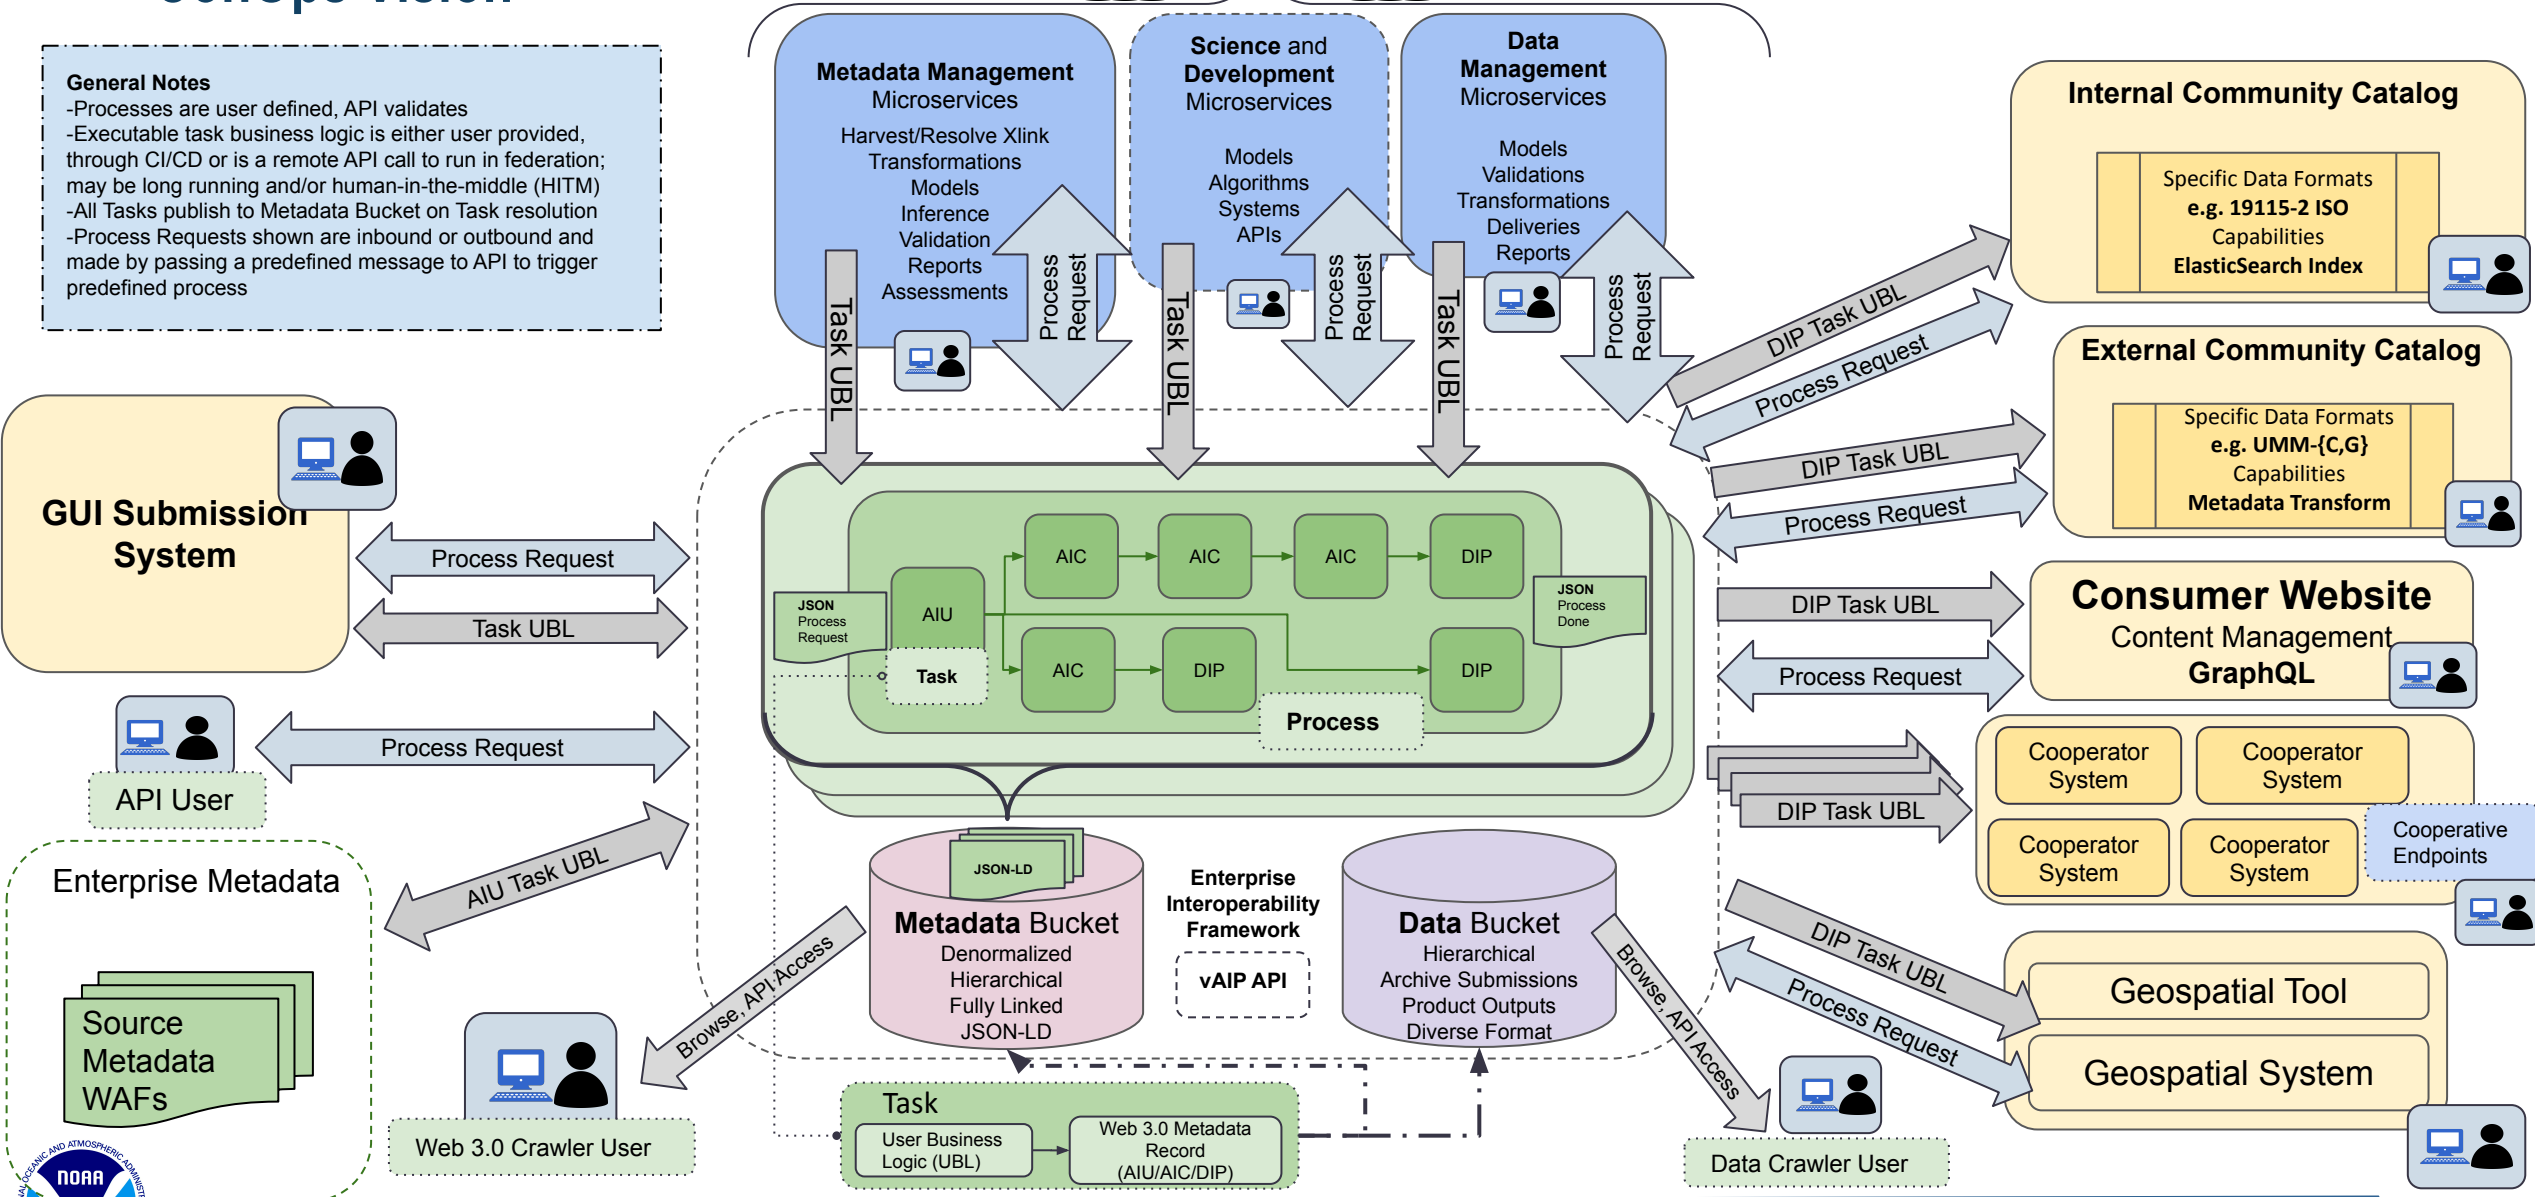 ConOps Vision
General Notes
-Processes are user defined, API validates
-Executable task business logic is either user provided,
through CI/CD or is a remote API call to run in federation;
may be long running and/or human-in-the-middle (HITM)
-All Tasks publish to Metadata Bucket on Task resolution
-Process Requests shown are inbound or outbound and
made by passing a predefined message to API to trigger
predefined process
Metadata Management
Microservices
Harvest/Resolve Xlink
Transformations
Models
Inference
Validation
Reports
Assessments
Task UBL
Process
Request
Science and
Development
Microservices
Models
Algorithms
Systems
APIs
Task UBL
Process
Request
Data
Management
Microservices
Models
Validations
Transformations
Deliveries
Reports
Task UBL
Process
Request
Internal Community Catalog
Specific Data Formats
e.g. 19115-2 ISO
Capabilities
ElasticSearch Index
DIP Task UBL
Process Request
External Community Catalog
Specific Data Formats
e.g. UMM-{C,G}
Capabilities
Metadata Transform
DIP Task UBL
Process Request
GUI Submission
System
Process Request
Task UBL
API User
Process Request
AIU Task UBL
Enterprise Metadata
Source
Metadata
WAFs
JSON
Process
Request
AIU
Task
AIC
AIC
AIC
DIP
AIC
DIP
DIP
Process
JSON
Process
Done
Consumer Website
Content Management
GraphQL
DIP Task UBL
Process Request
Cooperator
System
Cooperator
System
Cooperator
System
Cooperator
System
Cooperative
Endpoints
DIP Task UBL
JSON-LD
Metadata Bucket
Denormalized
Hierarchical
Fully Linked
JSON-LD
Enterprise
Interoperability
Framework
vAIP API
Data Bucket
Hierarchical
Archive Submissions
Product Outputs
Diverse Format
Browse, API Access
Browse, API Access
DIP Task UBL
Process Request
Geospatial Tool
Geospatial System
Web 3.0 Crawler User
Task
User Business
Logic (UBL)
Web 3.0 Metadata
Record
(AIU/AIC/DIP)
Data Crawler User
NOAA